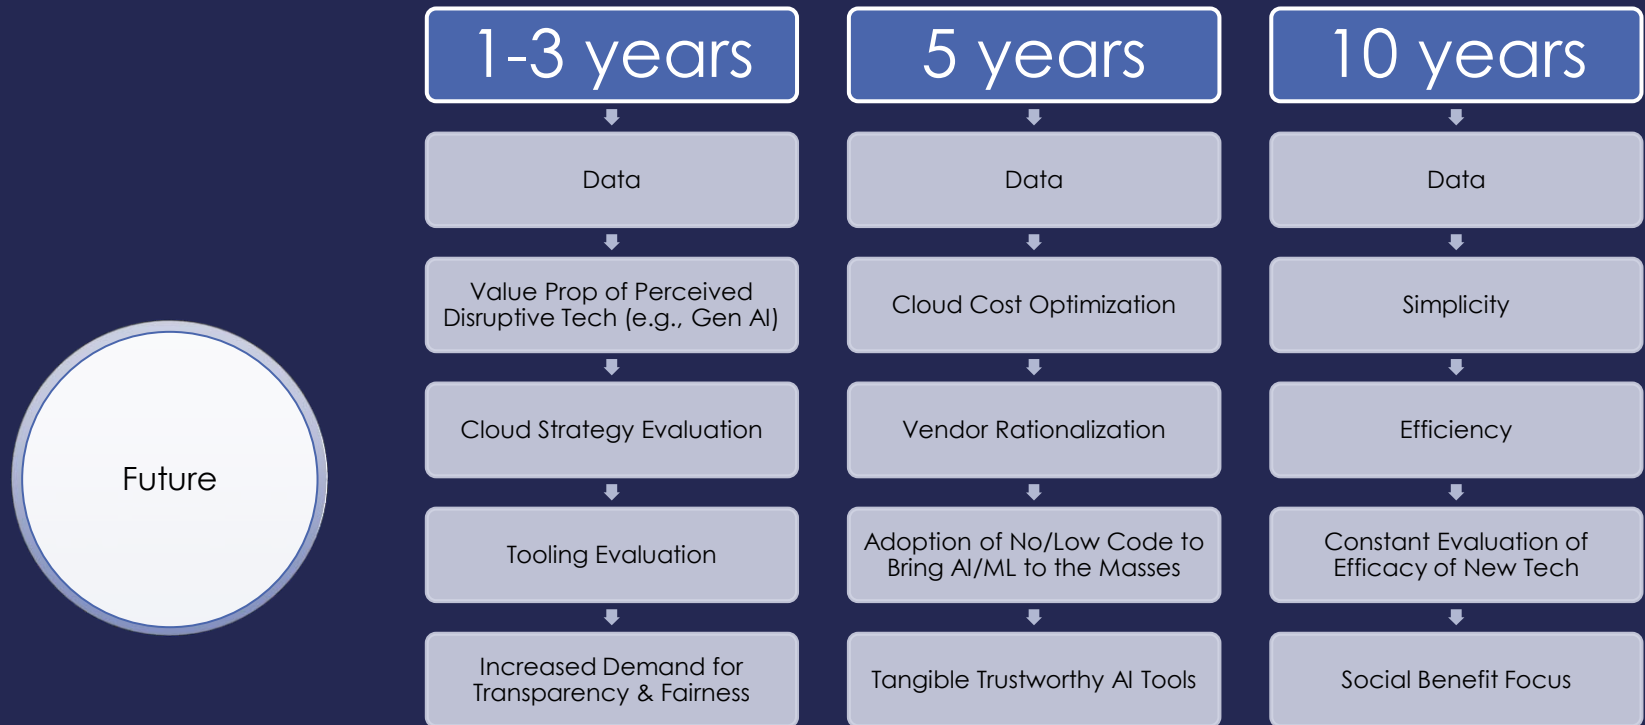 Future
1-3 years
Data
Value Prop of Perceived
Disruptive Tech (e.g., Gen AI)
Cloud Strategy Evaluation
Tooling Evaluation
Increased Demand for
Transparency & Fairness
5 years
Data
Cloud Cost Optimization
Vendor Rationalization
Adoption of No/Low Code to
Bring AI/ML to the Masses
Tangible Trustworthy AI Tools
10 years
Data
Simplicity
Efficiency
Constant Evaluation of
Efficacy of New Tech
Social Benefit Focus